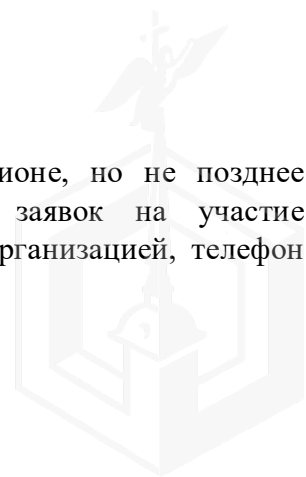 ионе, но не позднее
заявок на участие
рганизацией, телефон